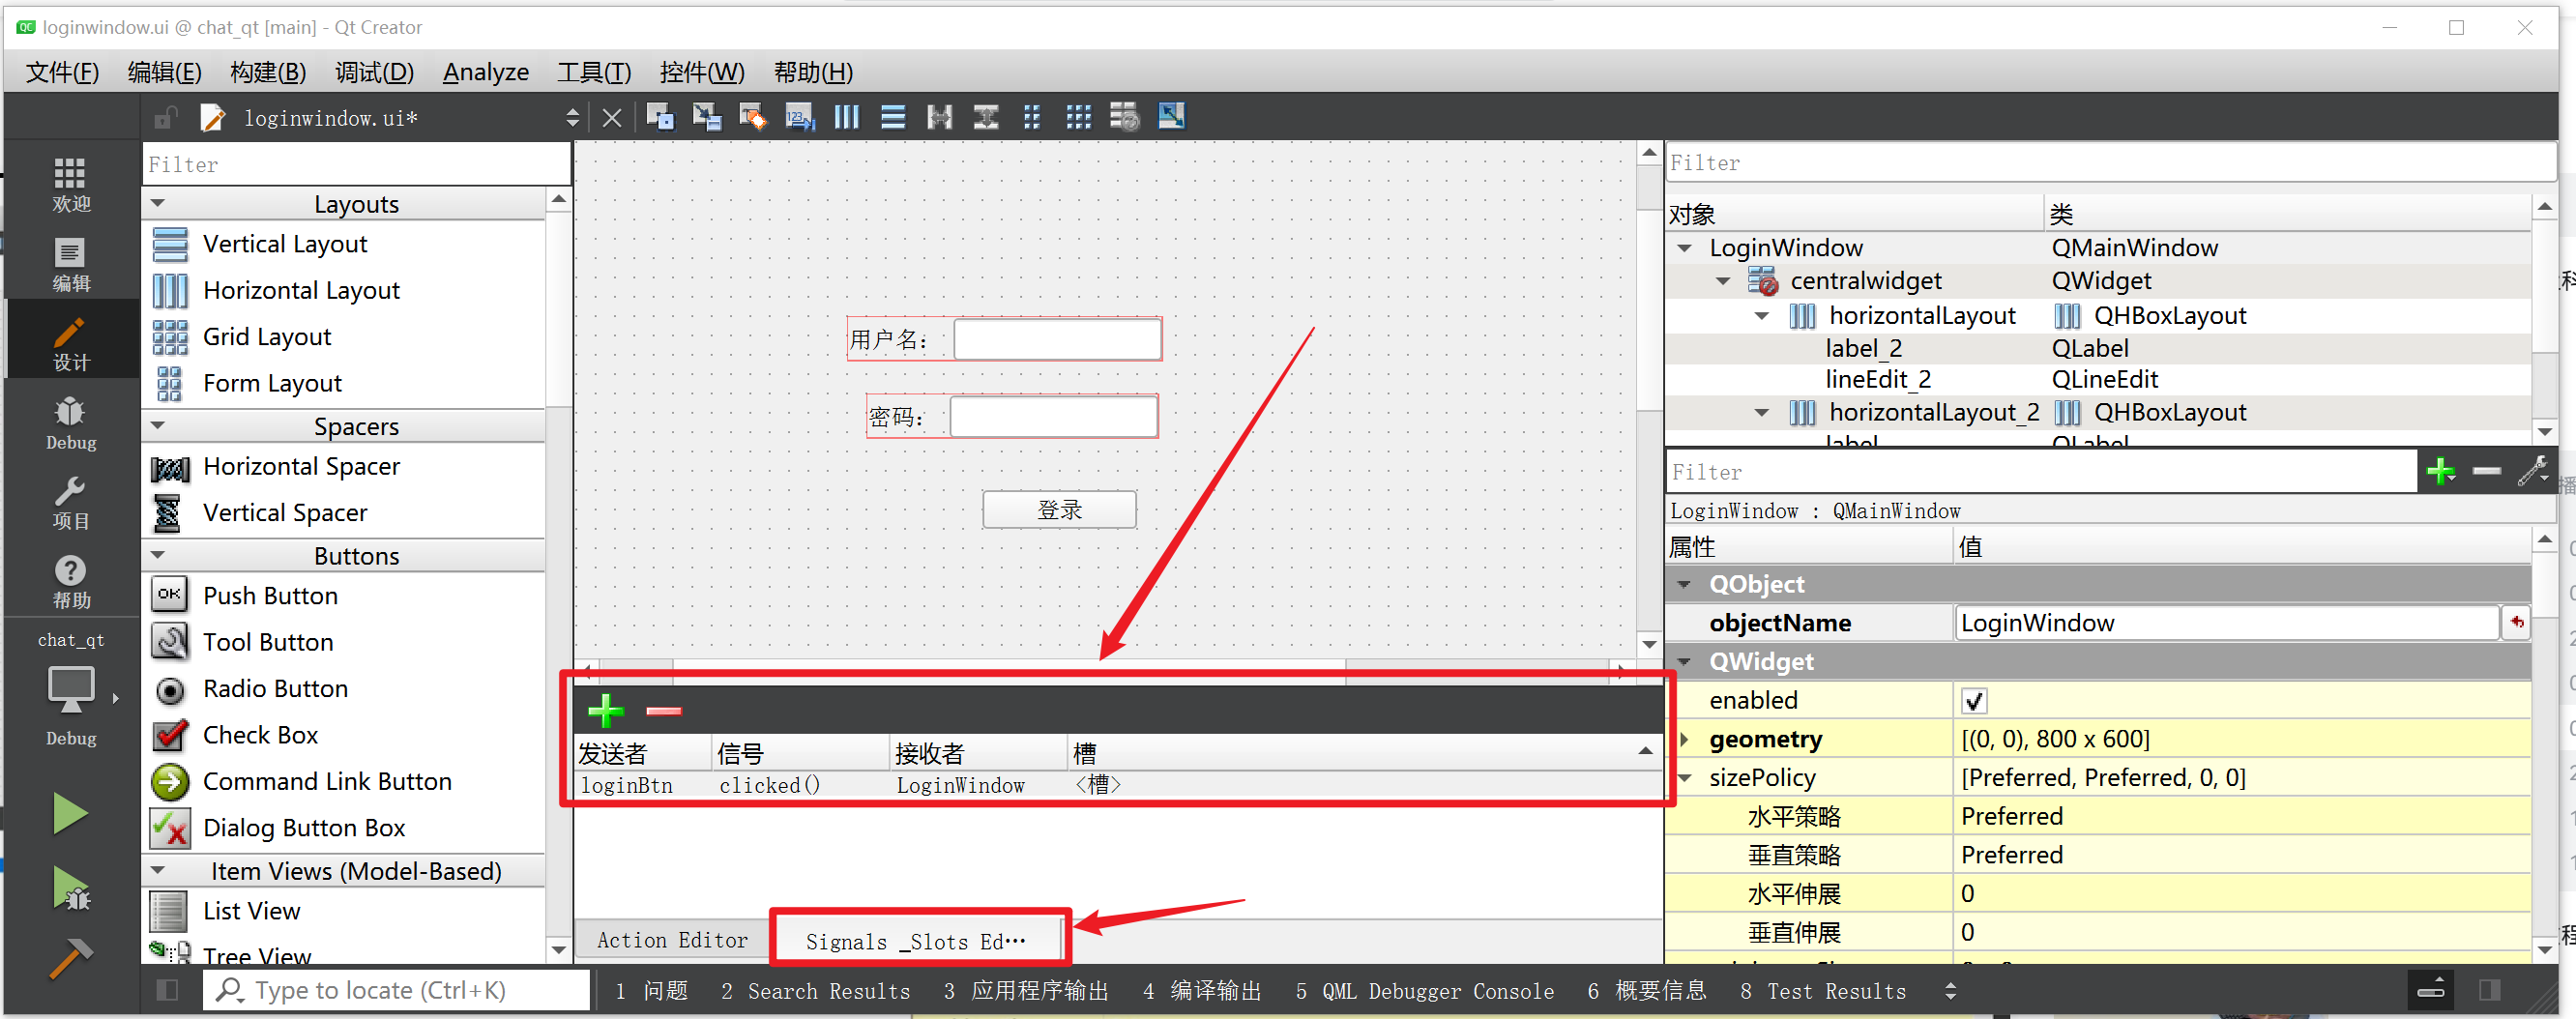 loginwindow.ui @ chat_qt [main] - Qt Creator
文件(F) 编辑(E) 构建(B) 调试(D) Analyze 工具(T) 控件(W) 帮助(H)
loginwindow.ui*
欢迎
编辑
设计
Debug
项目
帮助
chat_qt
Debug
Filter
Layouts
Vertical Layout
Horizontal Layout
Grid Layout
Form Layout
Spacers
Horizontal Spacer
Vertical Spacer
Buttons
OK Push Button
Tool Button
Radio Button
Check Box
Command Link Button
Dialog Button Box
Item Views (Model-Based)
List View
Tree View
用户名：
密码：
登录
发送者 信号 接收者 槽
loginBtn clicked() LoginWindow <槽>
Action Editor Signals _Slots Ed…
Filter
对象 类
LoginWindow QMainWindow
centralwidget QWidget
horizontalLayout QHBoxLayout
label_2 QLabel
lineEdit_2 QLineEdit
horizontalLayout_2 QHBoxLayout
label QLabel
Filter
LoginWindow : QMainWindow
属性 值
QObject
objectName LoginWindow
QWidget
enabled
geometry [(0, 0), 800 x 600]
sizePolicy [Preferred, Preferred, 0, 0]
水平策略 Preferred
垂直策略 Preferred
水平伸展 0
垂直伸展 0
Type to locate (Ctrl+K) 1 问题 2 Search Results 3 应用程序输出 4 编译输出 5 QML Debugger Console 6 概要信息 8 Test Results